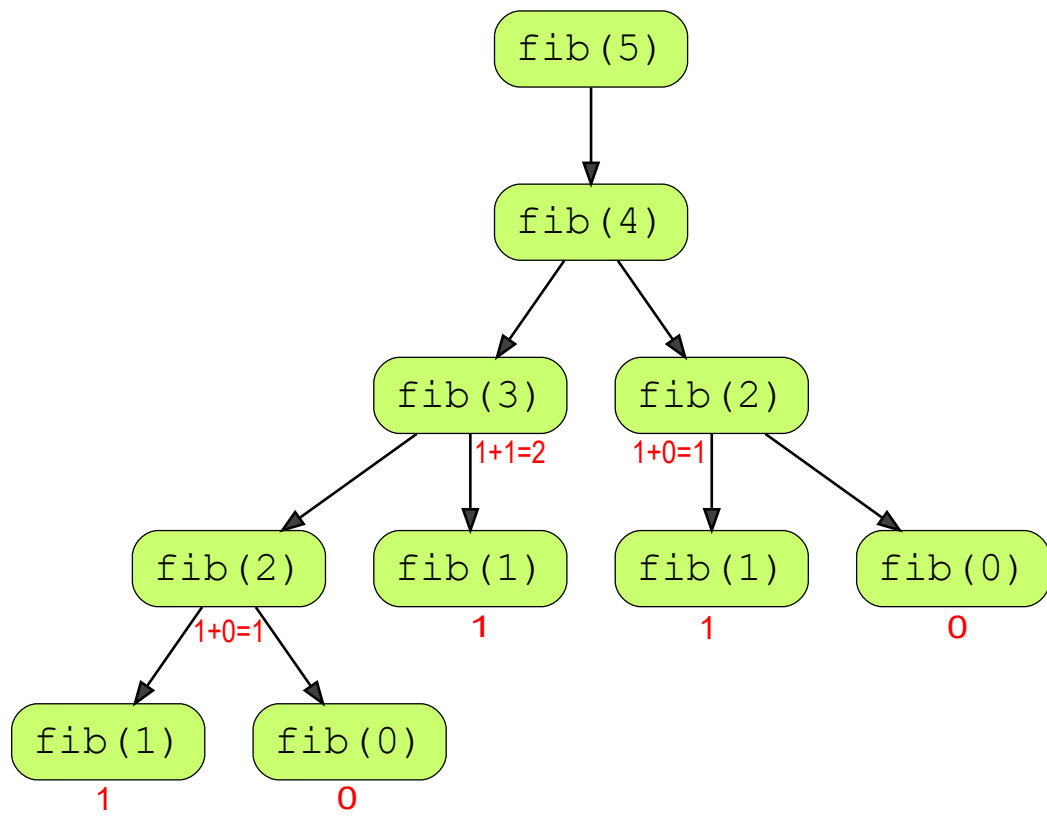 fib(5)
fib(4)
fib(3) fib(2)
1+1=2 1+0=1
fib(2) fib(1) fib(1) fib(0)
1+0=1 1 1 0
fib(1) fib(0)
1 0